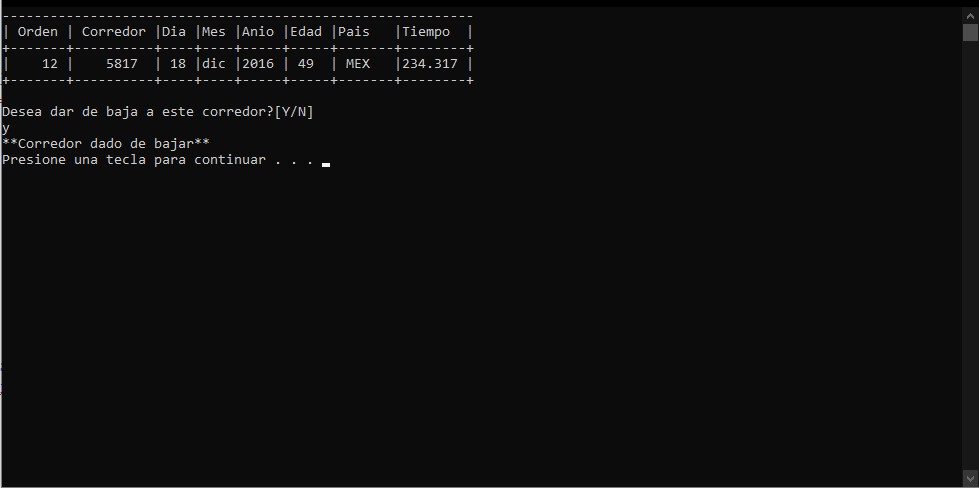 -----------------------------------------------------------
| Orden | Corredor |Dia |Mes |Anio |Edad |Pais   |Tiempo  |
+-------+----------+----+----+-----+-----+-------+--------+
|    12 |    5817  | 18 |dic |2016 | 49  | MEX   |234.317 |
+-------+----------+----+----+-----+-----+-------+--------+
Desea dar de baja a este corredor?[Y/N]
y
**Corredor dado de bajar**
Presione una tecla para continuar . . .